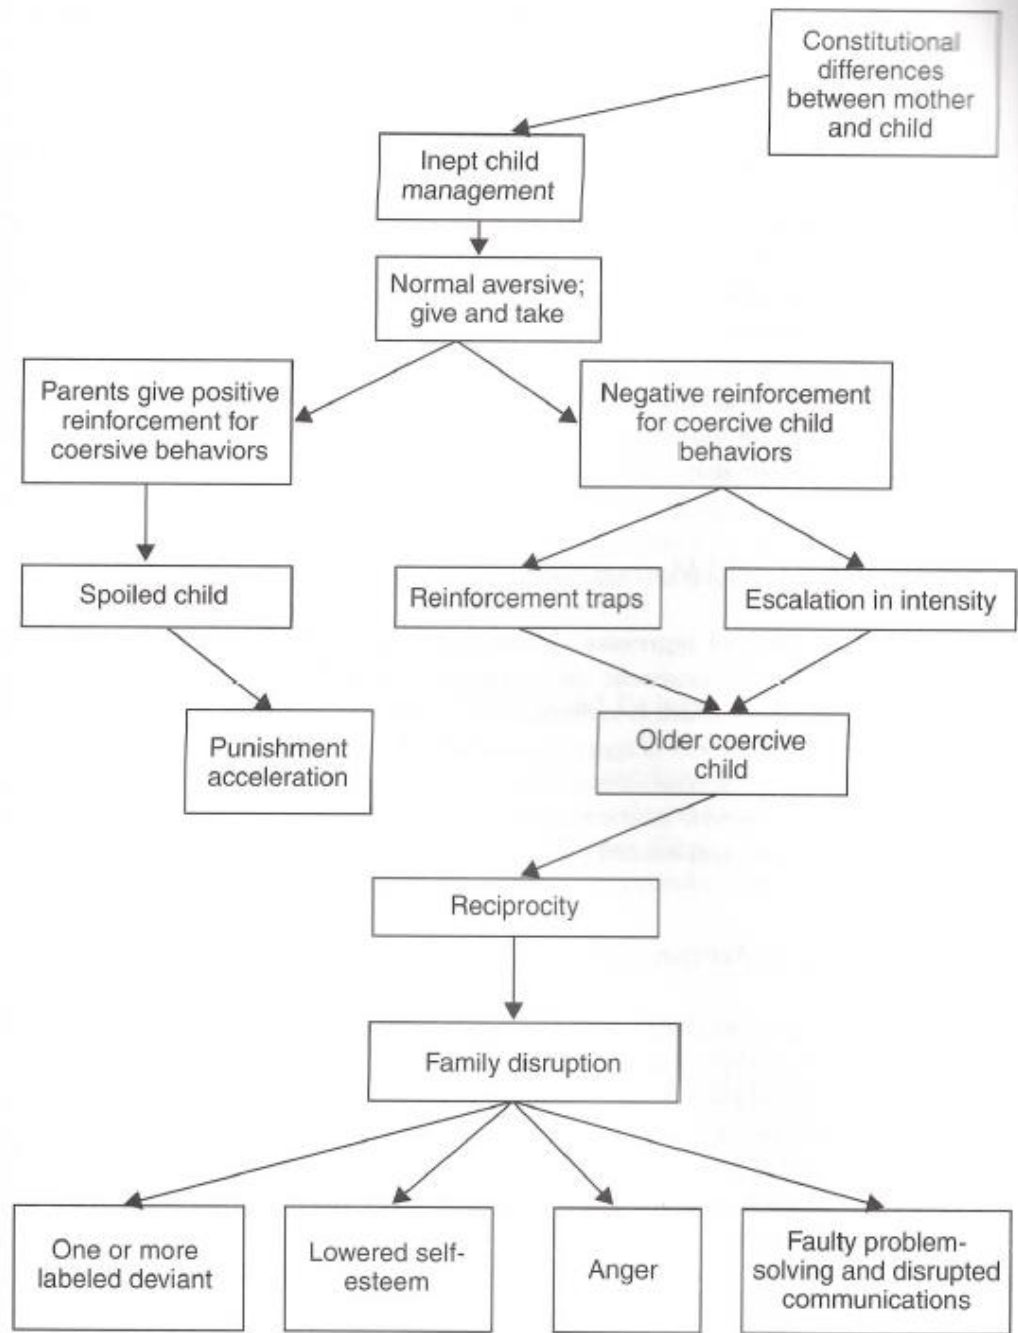 Constitutional
differences
between mother
and child
Inept child
management
Normal aversive;
give and take
Parents give positive
reinforcement for
coersive behaviors
Negative reinforcement
for coercive child
behaviors
Spoiled child
Reinforcement traps
Escalation in intensity
Punishment
acceleration
Older coercive
child
Reciprocity
Family disruption
One or more
labeled deviant
Lowered self-
esteem
Anger
Faulty problem-
solving and disrupted
communications